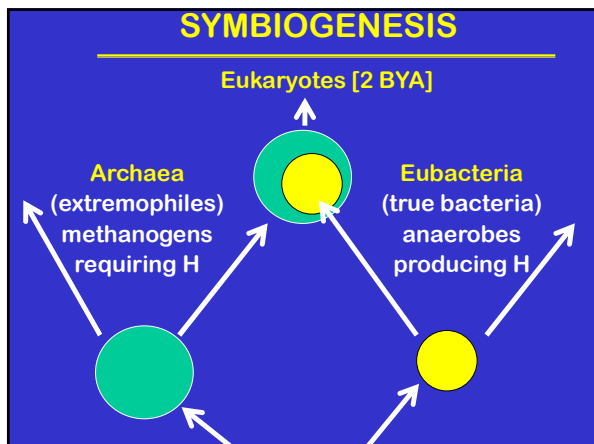 SYMBIOGENESIS
Eukaryotes [2 BYA]
Archaea
(extremophiles)
methanogens
requiring H
Eubacteria
(true bacteria)
anaerobes
producing H